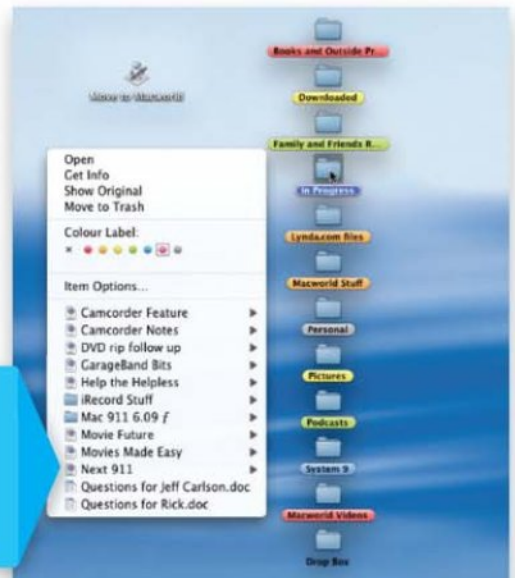 Books and Outside Pr...
Move to Macworld
Downloaded
Family and Friends R...
In Progress
Lynda.com files
Macworld Stuff
Personal
Pictures
Podcasts
System 9
Macworld Videos
Drop Box
Open
Get Info
Show Original
Move to Trash
Colour Label:
Item Options...
Camcorder Feature
Camcorder Notes
DVD rip follow up
GarageBand Bits
Help the Helpless
iRecord Stuff
Mac 911 6.09 ƒ
Movie Future
Movies Made Easy
Next 911
Questions for Jeff Carlson.doc
Questions for Rick.doc